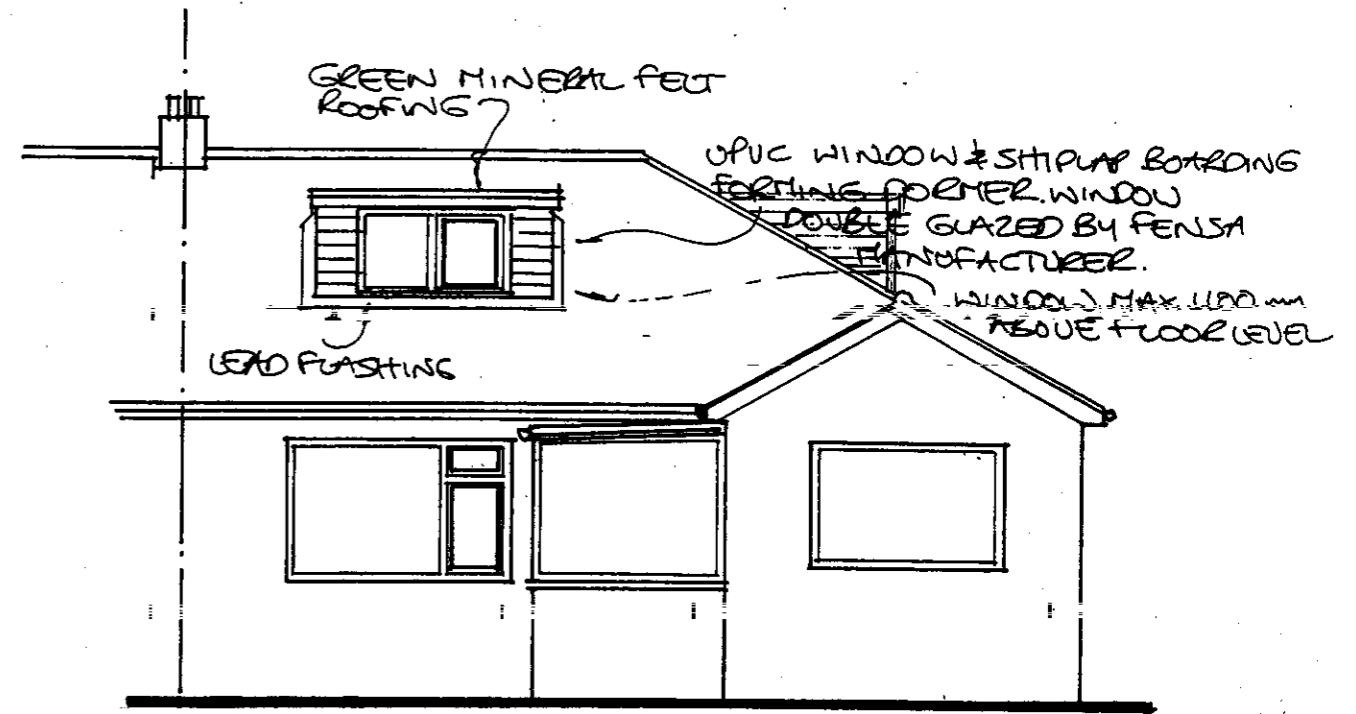 GREEN MINERAL FELT
ROOFING
UPVC WINDOW & SHIPLAP BOARDING
FORMING DORMER. WINDOW
DOUBLE GLAZED BY FENSA
MANUFACTURER.
WINDOW MAX 1100 mm
ABOVE FLOOR LEVEL
LEAD FLASHING